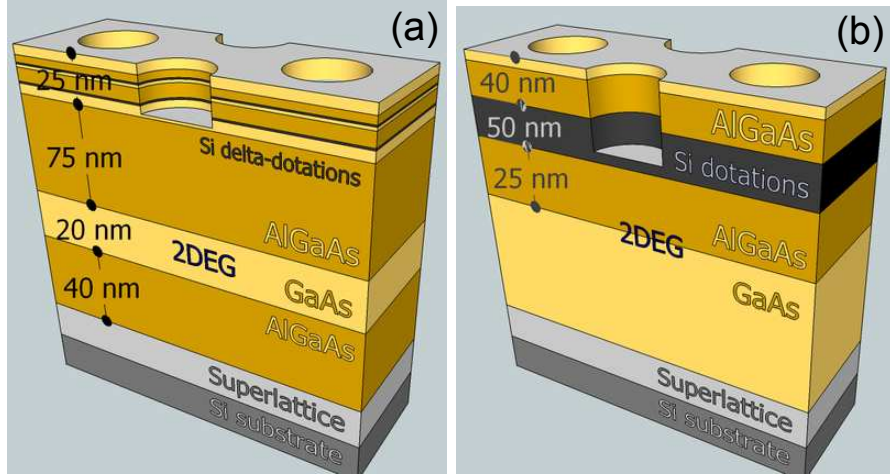 (a)
25 nm
75 nm
Si delta-dotations
AlGaAs
20 nm
2DEG
GaAs
40 nm
AlGaAs
Superlattice
Si substrate
(b)
40 nm
AlGaAs
50 nm
Si dotations
25 nm
2DEG
AlGaAs
GaAs
Superlattice
Si substrate